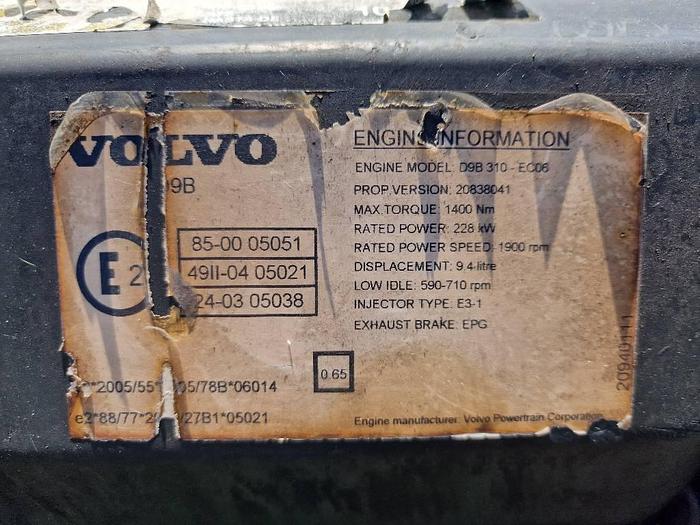 VOLVO
D9B
E 2
85-00 05051
49II-04 05021
24-03 05038
0.65
*2005/55* 05/78B*06014
e2*88/77*2 /27B1*05021
ENGINE INFORMATION
ENGINE MODEL: D9B 310 - EC06
PROP.VERSION: 20838041
MAX.TORQUE: 1400 Nm
RATED POWER: 228 kW
RATED POWER SPEED: 1900 rpm
DISPLACEMENT: 9.4-litre
LOW IDLE: 590-710 rpm
INJECTOR TYPE: E3-1
EXHAUST BRAKE: EPG
Engine manufacturer: Volvo Powertrain Corporation
20940111